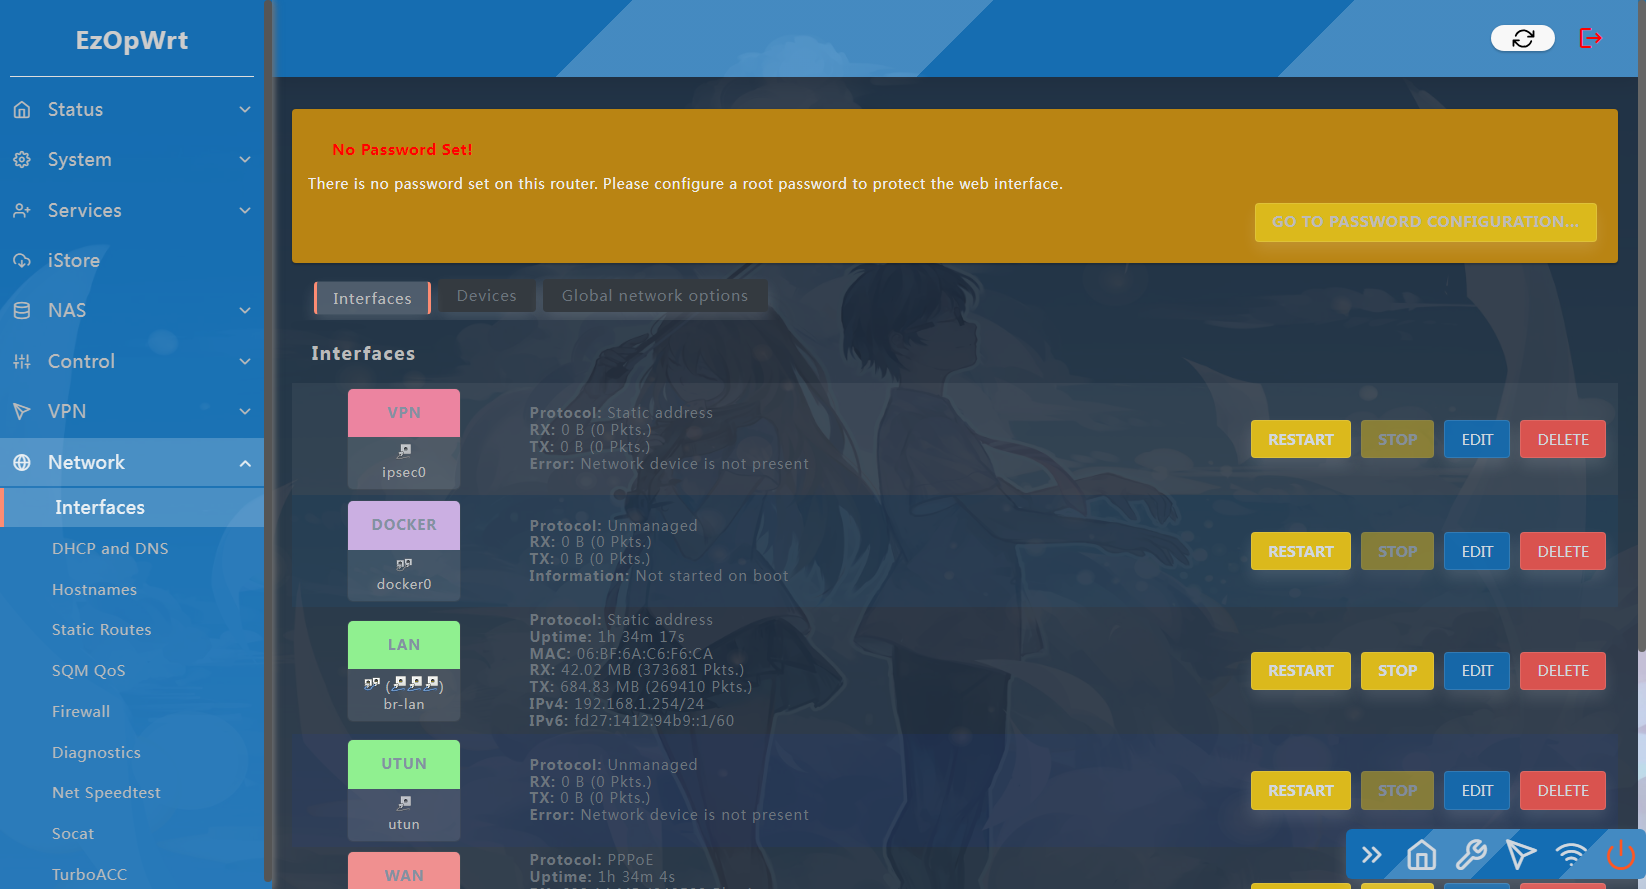 EzOpWrt
Status
System
Services
iStore
NAS
Control
VPN
Network
Interfaces
DHCP and DNS
Hostnames
Static Routes
SQM QoS
Firewall
Diagnostics
Net Speedtest
Socat
TurboACC
No Password Set!
There is no password set on this router. Please configure a root password to protect the web interface.
GO TO PASSWORD CONFIGURATION...
Interfaces
Devices
Global network options
Interfaces
VPN
ipsec0
Protocol: Static address
RX: 0 B (0 Pkts.)
TX: 0 B (0 Pkts.)
Error: Network device is not present
RESTART
STOP
EDIT
DELETE
DOCKER
docker0
Protocol: Unmanaged
RX: 0 B (0 Pkts.)
TX: 0 B (0 Pkts.)
Information: Not started on boot
RESTART
STOP
EDIT
DELETE
LAN
( )
br-lan
Protocol: Static address
Uptime: 1h 34m 17s
MAC: 06:BF:6A:C6:F6:CA
RX: 42.02 MB (373681 Pkts.)
TX: 684.83 MB (269410 Pkts.)
IPv4: 192.168.1.254/24
IPv6: fd27:1412:94b9::1/60
RESTART
STOP
EDIT
DELETE
UTUN
utun
Protocol: Unmanaged
RX: 0 B (0 Pkts.)
TX: 0 B (0 Pkts.)
Error: Network device is not present
RESTART
STOP
EDIT
DELETE
WAN
Protocol: PPPoE
Uptime: 1h 34m 4s